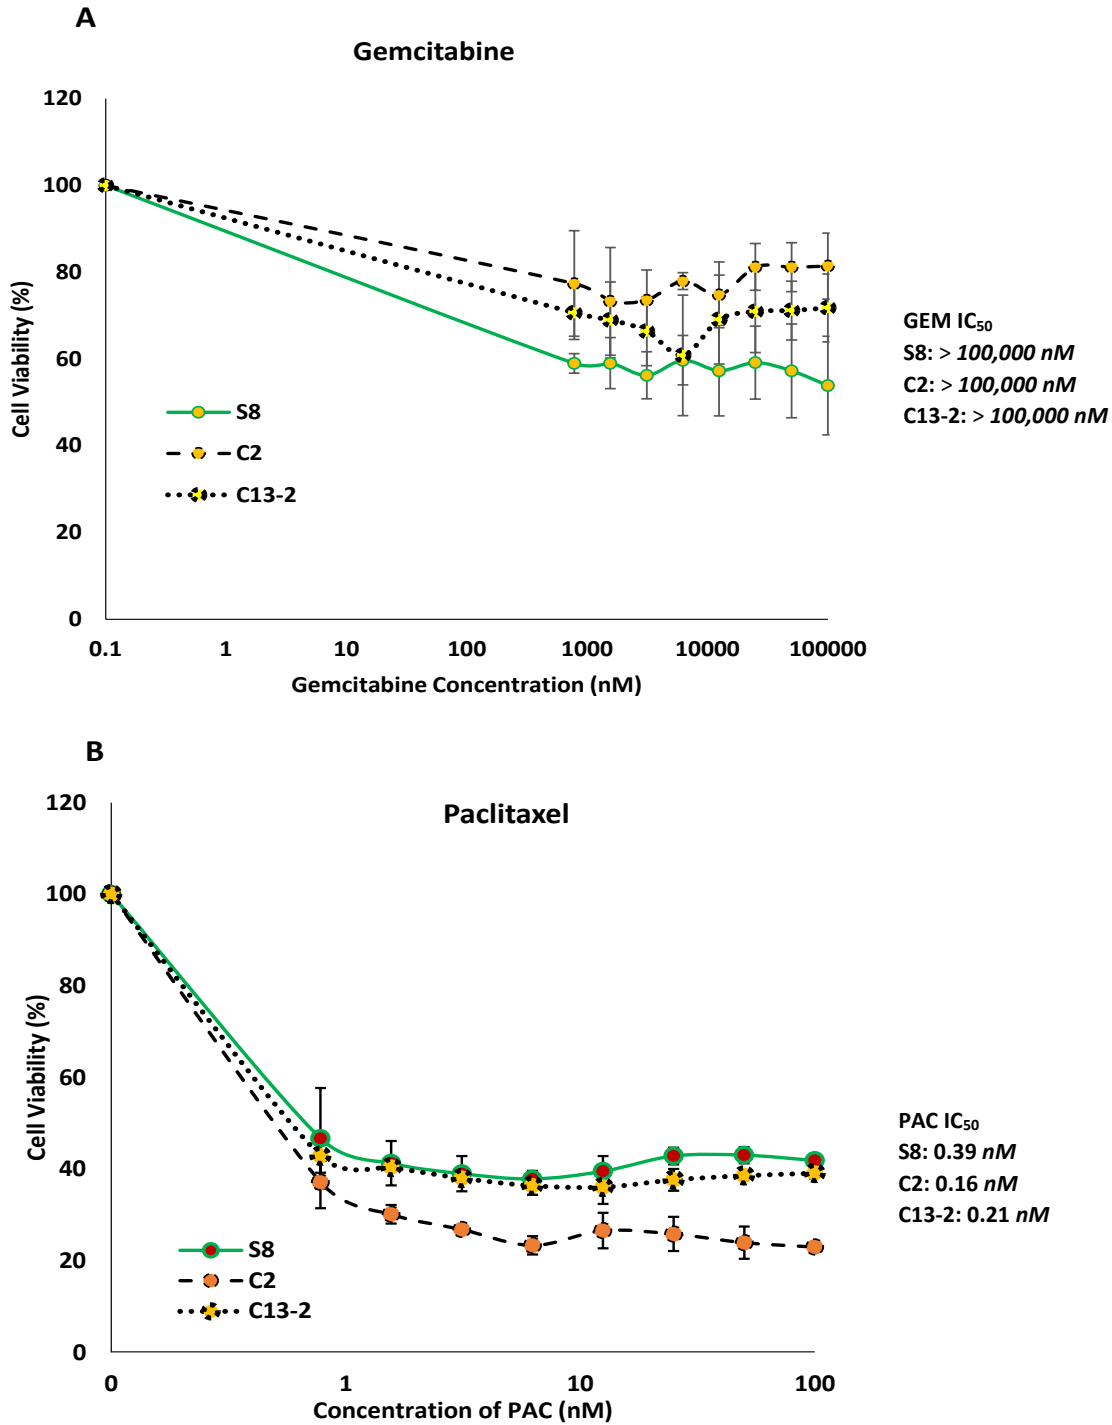 A
Gemcitabine
120
100
80
60
40
20
0
Cell Viability (%)
S8
C2
C13-2
0.1 1 10 100 1000 10000 100000
Gemcitabine Concentration (nM)
GEM IC₅₀
S8: > 100,000 nM
C2: > 100,000 nM
C13-2: > 100,000 nM
B
Paclitaxel
120
100
80
60
40
20
0
Cell Viability (%)
S8
C2
C13-2
0 1 10 100
Concentration of PAC (nM)
PAC IC₅₀
S8: 0.39 nM
C2: 0.16 nM
C13-2: 0.21 nM